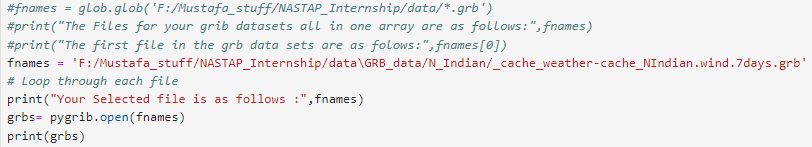 #fnames = glob.glob('F:/Mustafa_stuff/NASTAP_Internship/data/*.grb')
#print("The Files for your grib datasets all in one array are as follows:",fnames)
#print("The first file in the grb data sets are as folows:",fnames[0])
fnames = 'F:/Mustafa_stuff/NASTAP_Internship/data\GRB_data/N_Indian/_cache_weather-cache_NIndian.wind.7days.grb'
# Loop through each file
print("Your Selected file is as follows :",fnames)
grbs= pygrib.open(fnames)
print(grbs)